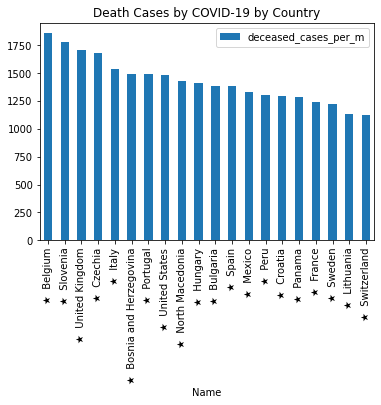 Death Cases by COVID-19 by Country
deceased_cases_per_m
1750
1500
1250
1000
750
500
250
0
★ Belgium
★ Slovenia
★ United Kingdom
★ Czechia
★ Italy
★ Bosnia and Herzegovina
★ Portugal
★ United States
★ North Macedonia
★ Hungary
★ Bulgaria
★ Spain
★ Mexico
★ Peru
★ Croatia
★ Panama
★ France
★ Sweden
★ Lithuania
★ Switzerland
Name